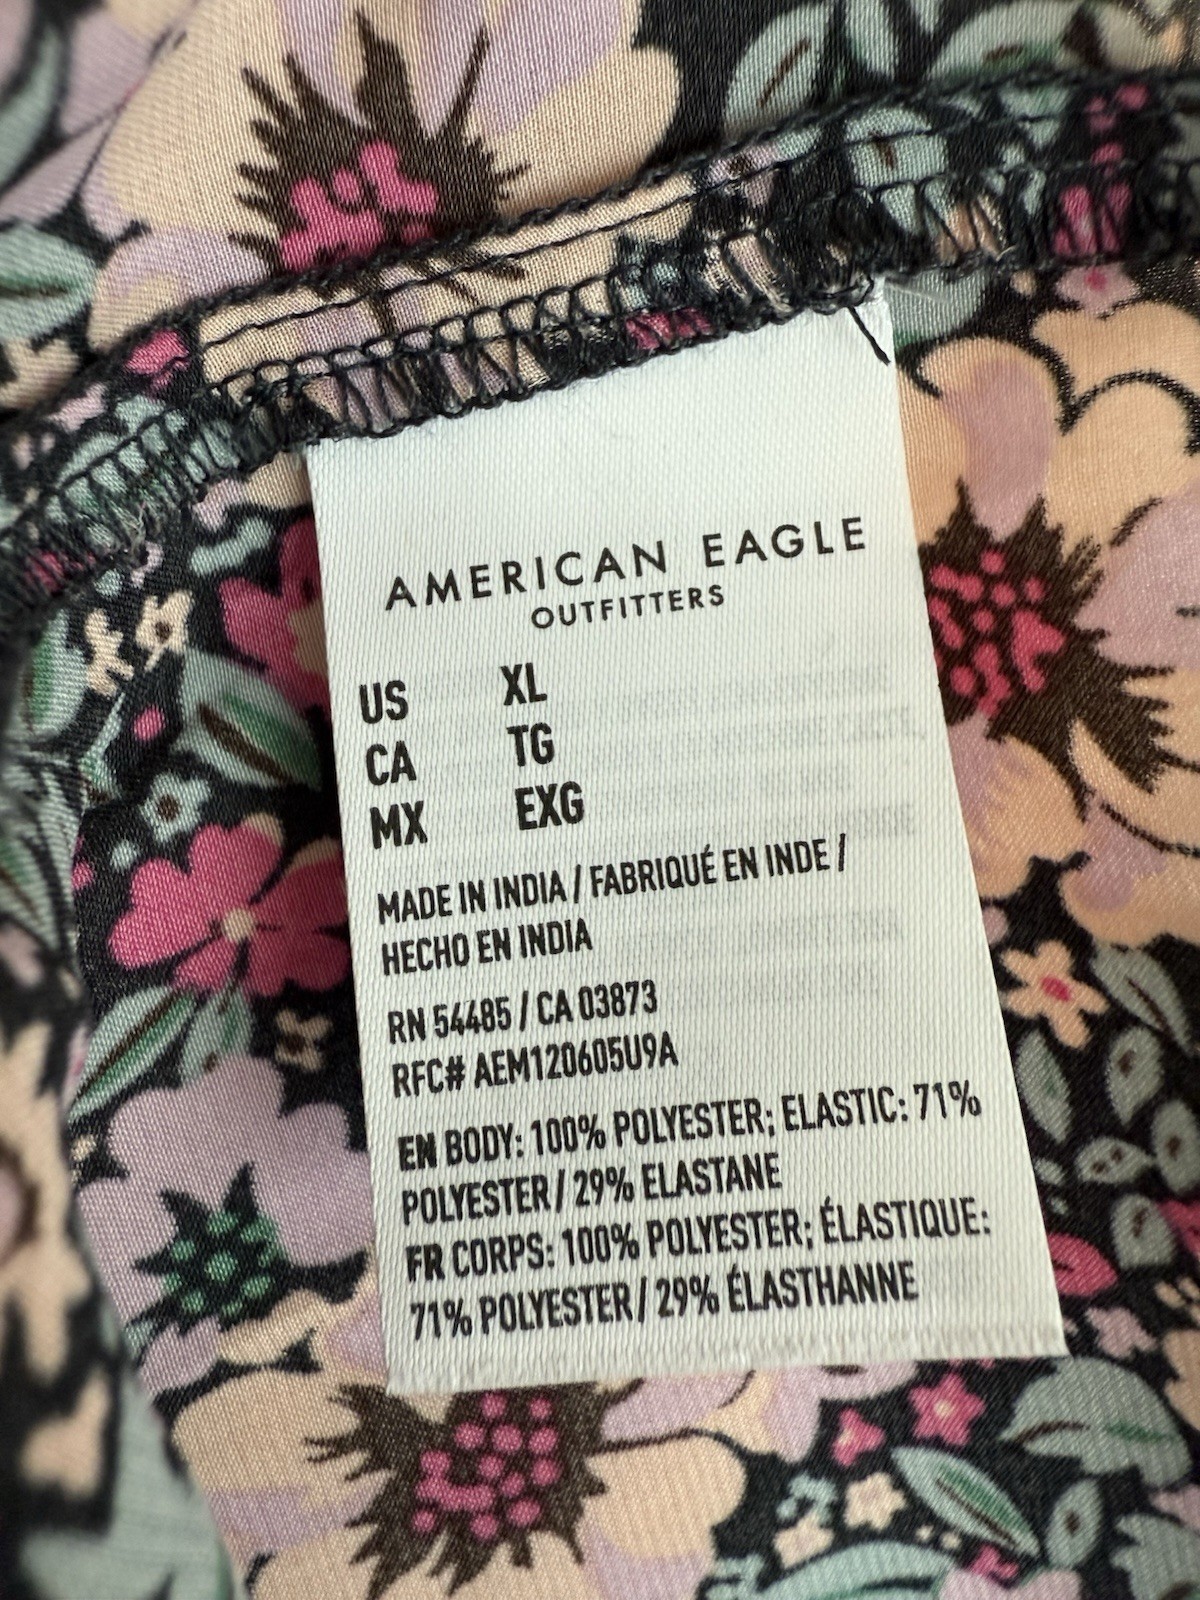 AMERICAN EAGLE
OUTFITTERS
US XL
CA TG
MX EXG
MADE IN INDIA / FABRIQUÉ EN INDE /
HECHO EN INDIA
RN 54485 / CA 03873
RFC# AEM120605U9A
EN BODY: 100% POLYESTER; ELASTIC: 71%
POLYESTER / 29% ELASTANE
FR CORPS: 100% POLYESTER; ÉLASTIQUE:
71% POLYESTER / 29% ÉLASTHANNE